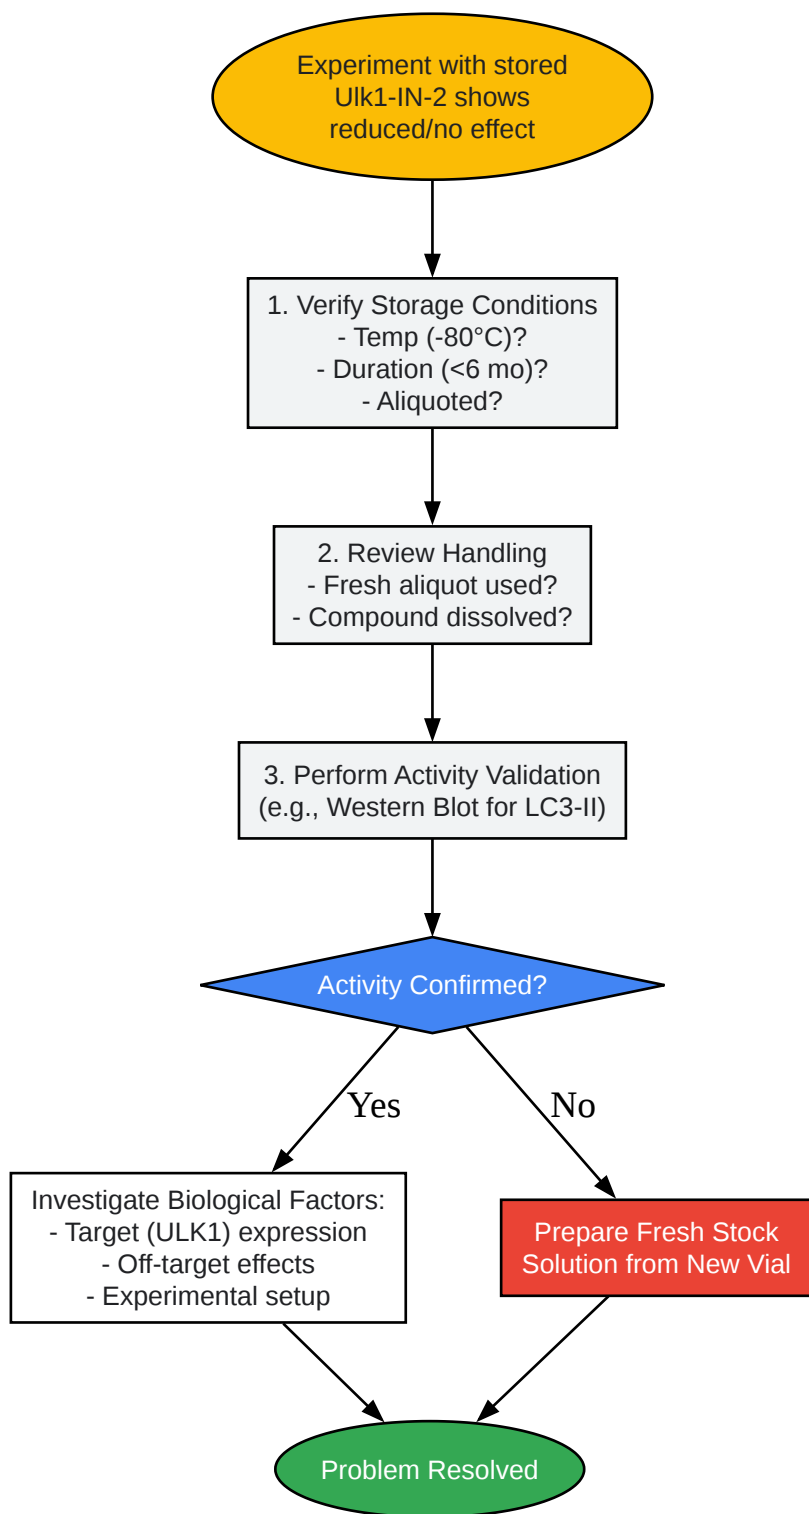 Experiment with stored
Ulk1-IN-2 shows
reduced/no effect
1. Verify Storage Conditions
- Temp (-80°C)?
- Duration (<6 mo)?
- Aliquoted?
2. Review Handling
- Fresh aliquot used?
- Compound dissolved?
3. Perform Activity Validation
(e.g., Western Blot for LC3-II)
Activity Confirmed?
Yes
No
Investigate Biological Factors:
- Target (ULK1) expression
- Off-target effects
- Experimental setup
Prepare Fresh Stock
Solution from New Vial
Problem Resolved